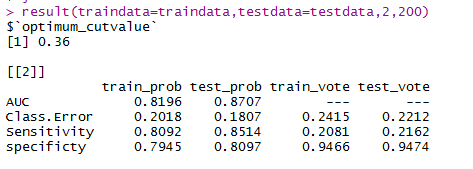 > result(traindata=traindata,testdata=testdata,2,200)
$`optimum_cutvalue`
[1] 0.36
[[2]]
train_prob test_prob train_vote test_vote
AUC 0.8196 0.8707 --- ---
Class.Error 0.2018 0.1807 0.2415 0.2212
Sensitivity 0.8092 0.8514 0.2081 0.2162
specificty 0.7945 0.8097 0.9466 0.9474